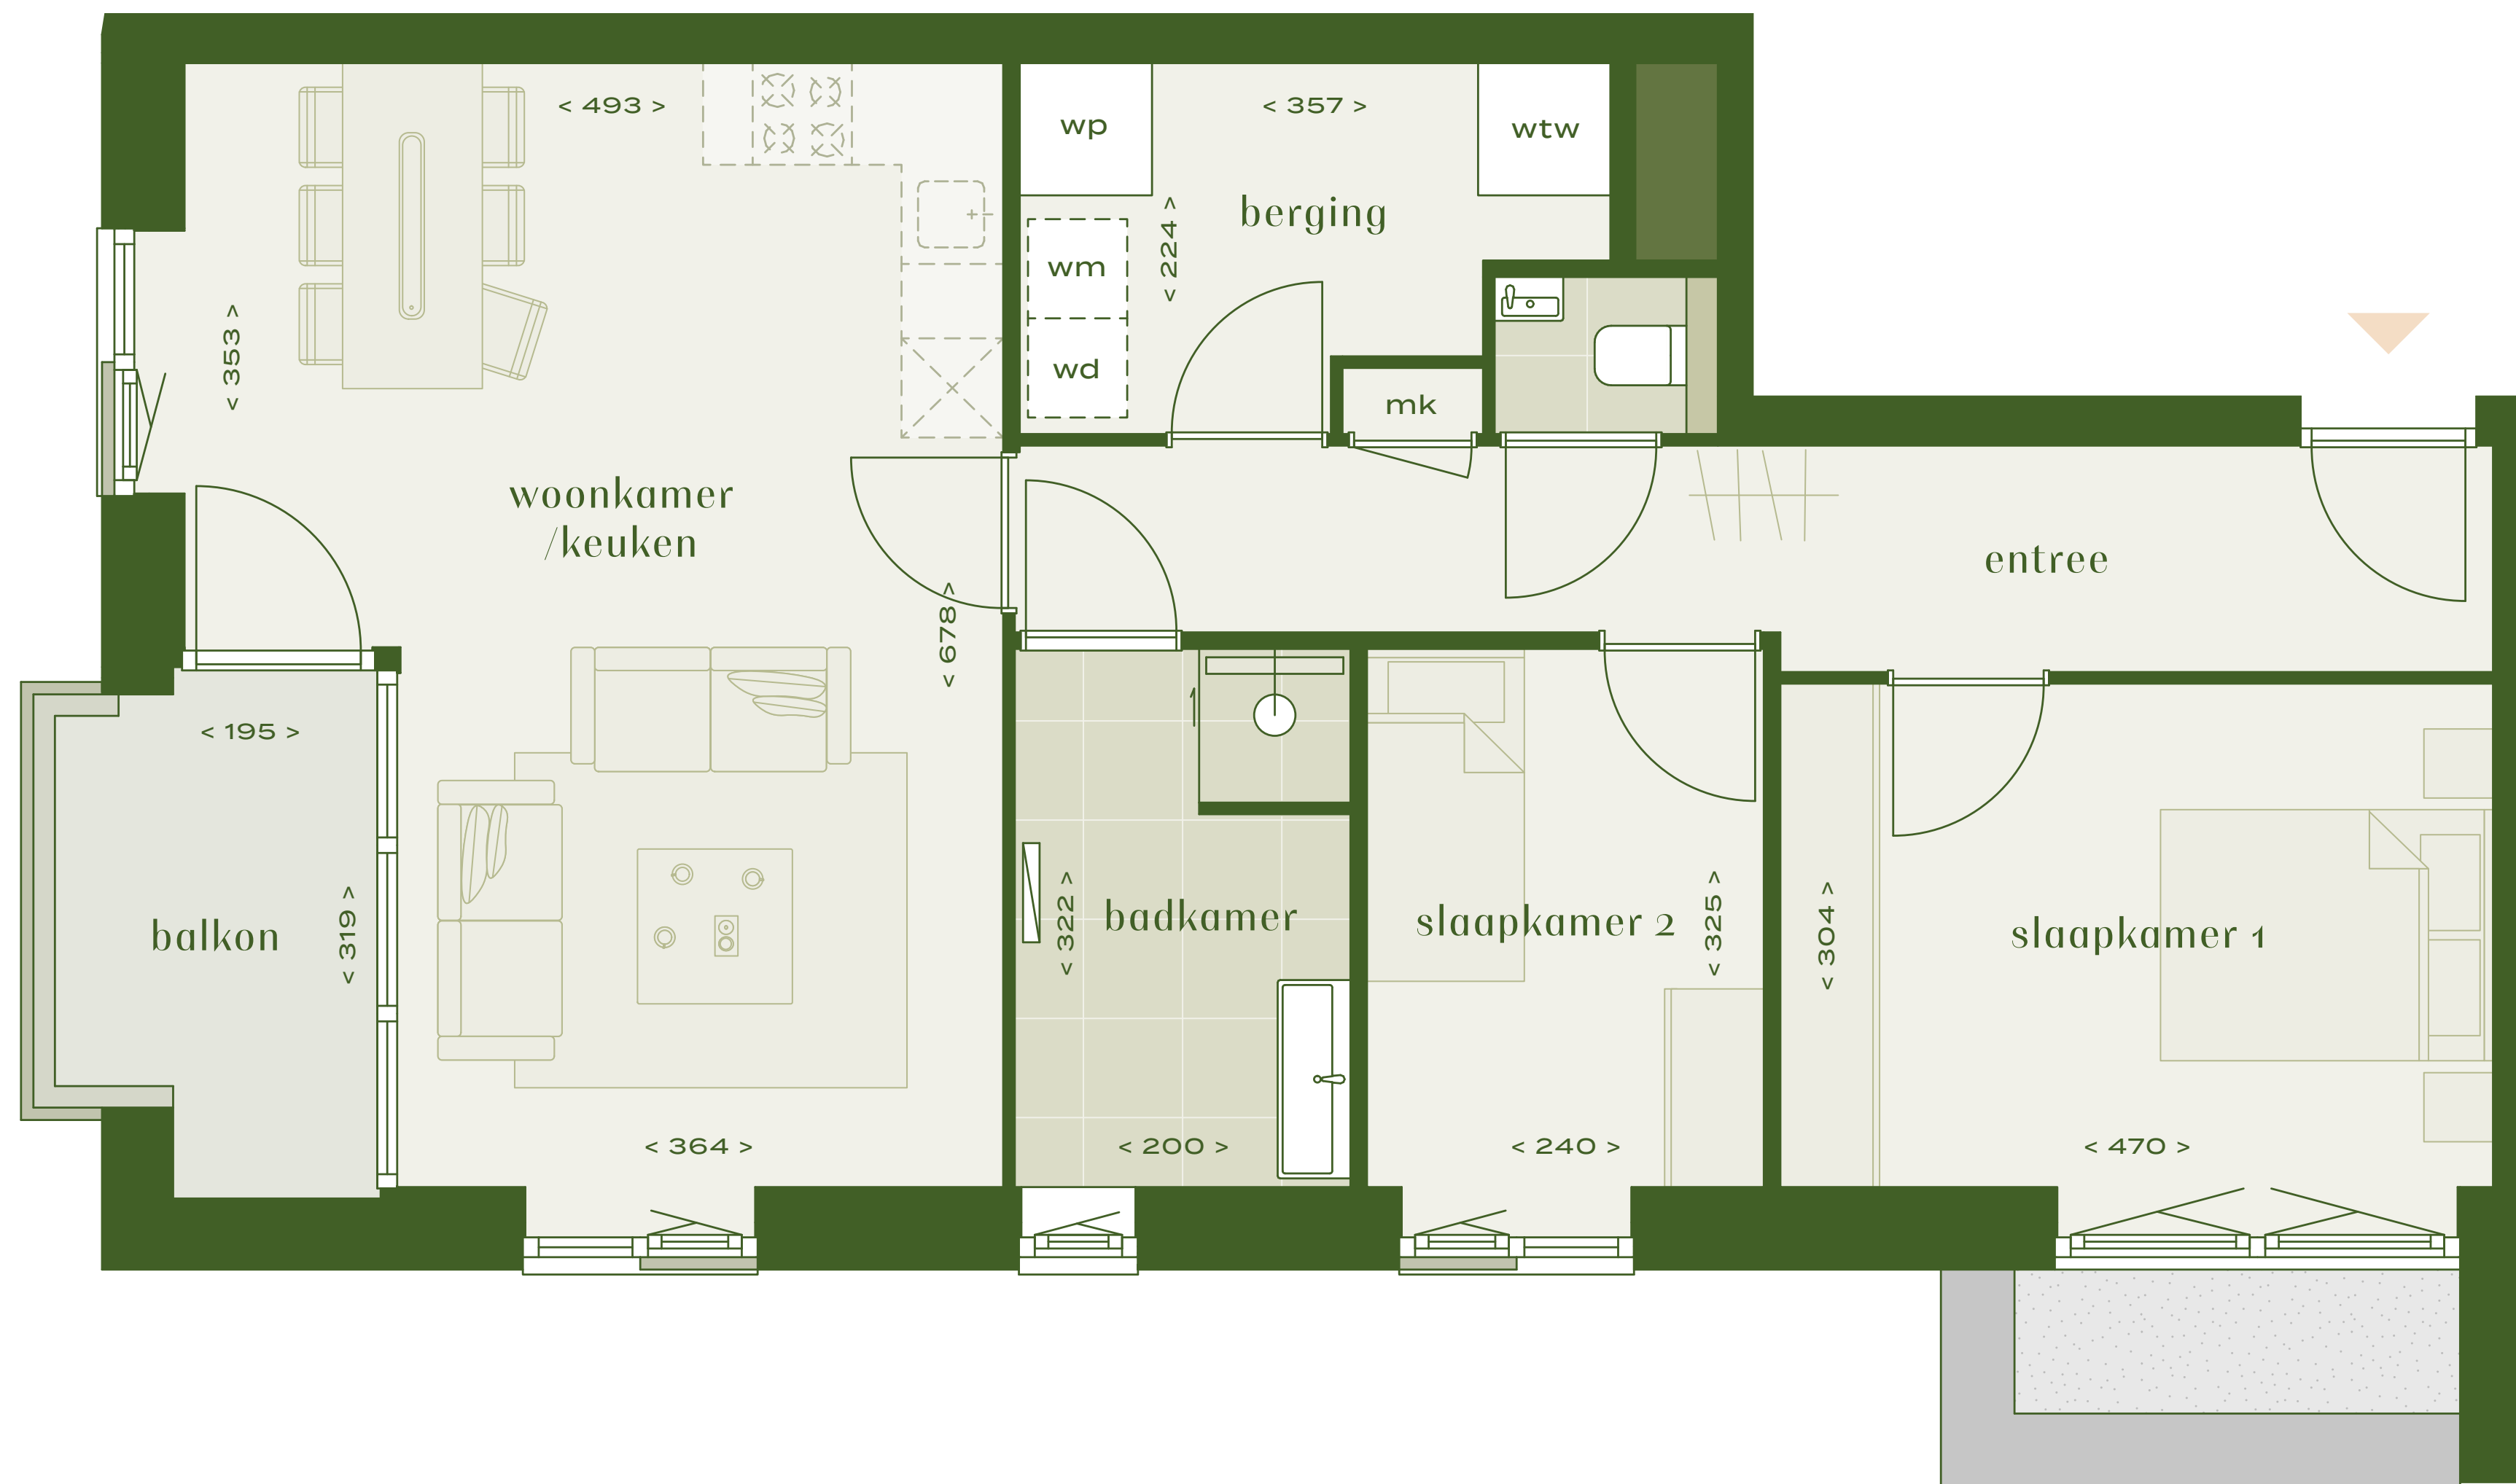 < 493 >
wp
< 357 >
wtw
berging
< 224 >
wm
wd
mk
< 353 >
woonkamer
/keuken
entree
< 678 >
< 195 >
balkon
< 319 >
< 322 >
badkamer
slaapkamer 2
< 325 >
< 304 >
slaapkamer 1
< 364 >
< 200 >
< 240 >
< 470 >